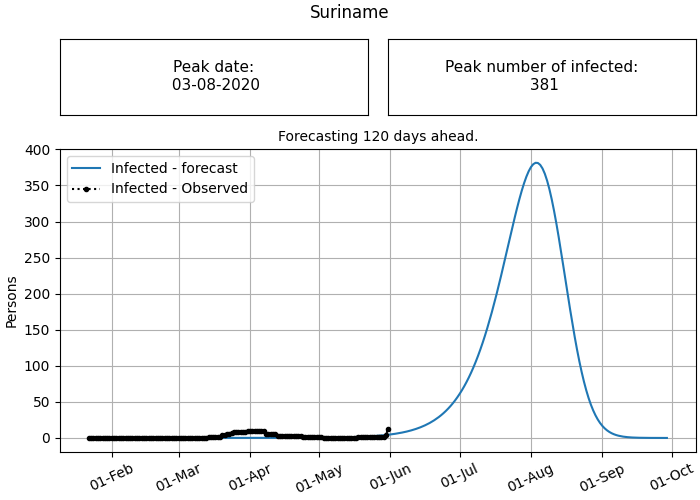 Suriname
Peak date:
03-08-2020
Peak number of infected:
381
Forecasting 120 days ahead.
Infected - forecast
Infected - Observed
Persons
400
350
300
250
200
150
100
50
0
01-Feb
01-Mar
01-Apr
01-May
01-Jun
01-Jul
01-Aug
01-Sep
01-Oct